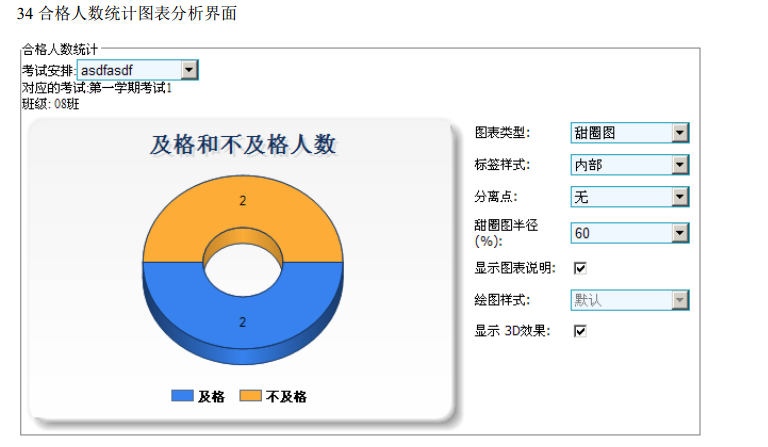 34 合格人数统计图表分析界面
合格人数统计
考试安排: asdfasdf
对应的考试:第一学期考试1
班级: 08班
及格和不及格人数
2
2
及格 不及格
图表类型: 甜圈图
标签样式: 内部
分离点: 无
甜圈图半径
(%): 60
显示图表说明:
绘图样式: 默认
显示 3D效果: